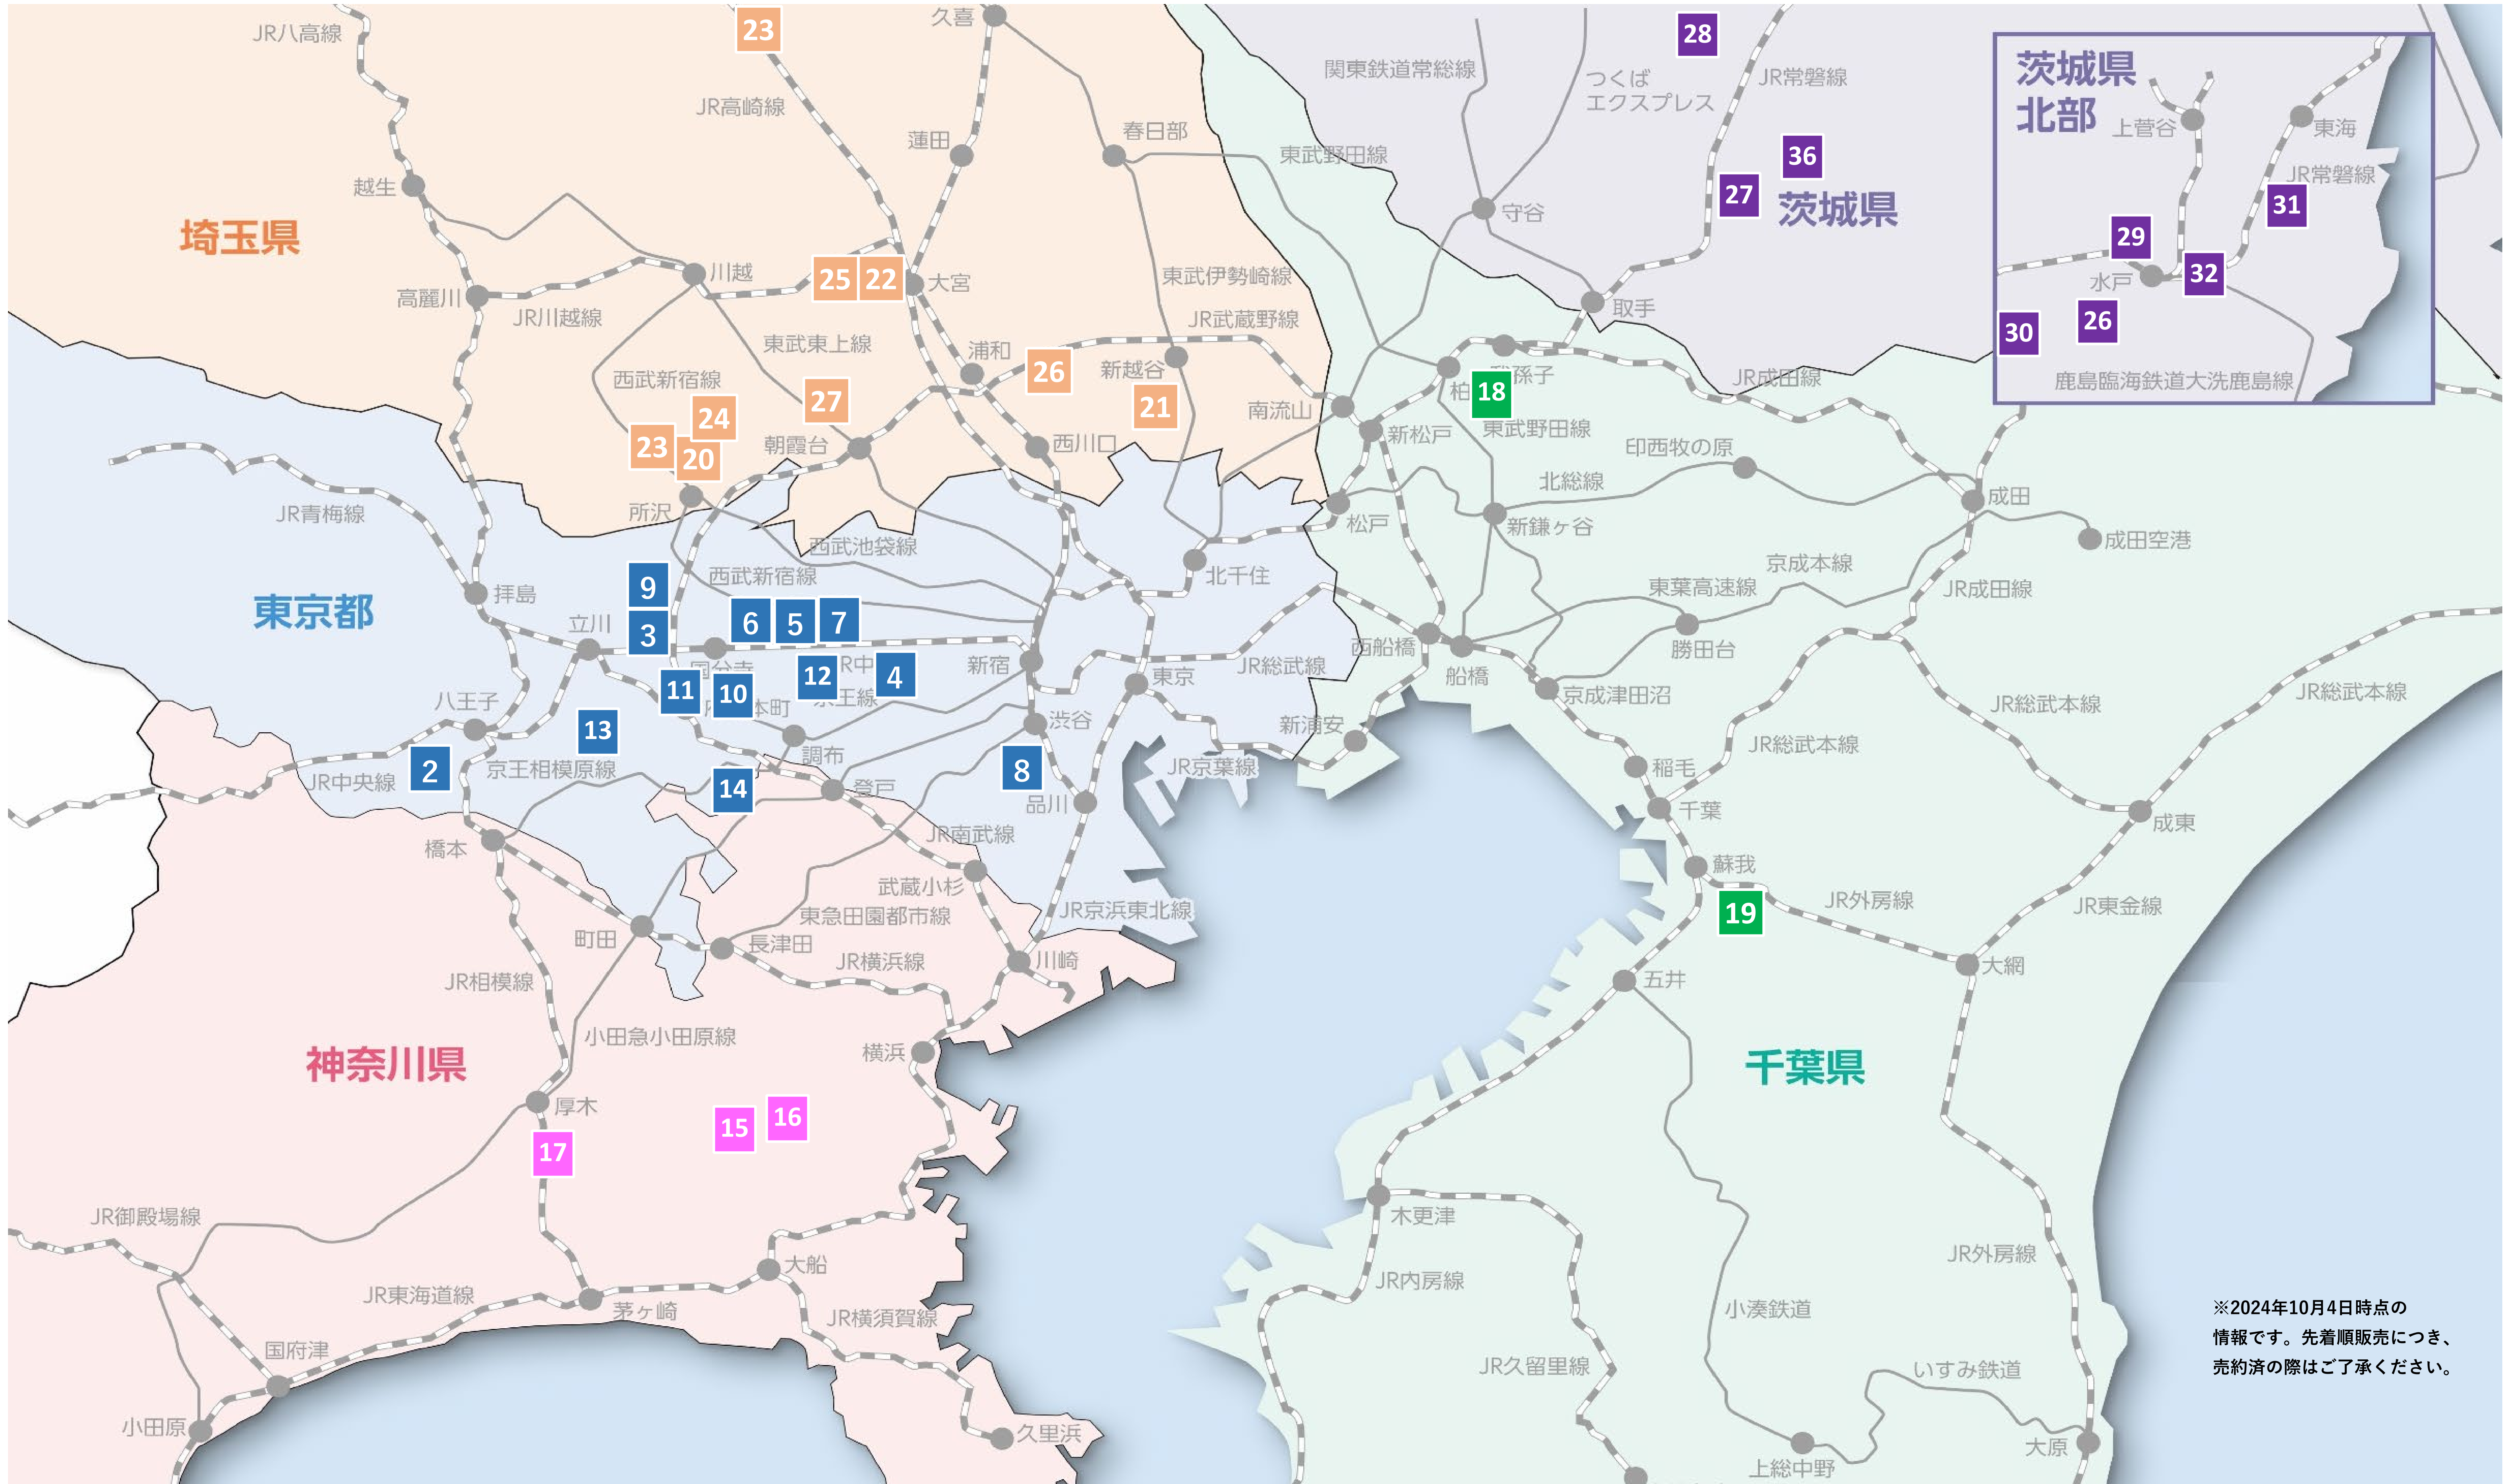 JR八高線
23
久喜
関東鉄道常総線
つくば
エクスプレス
28
JR常磐線
茨城県
北部
上菅谷
東海
JR常磐線
31
29
水戸
32
30
26
鹿島臨海鉄道大洗鹿島線
JR高崎線
蓮田
春日部
東武野田線
36
27
茨城県
越生
守谷
埼玉県
川越
25
22
大宮
東武伊勢崎線
高麗川
JR川越線
取手
JR武蔵野線
東武東上線
浦和
新越谷
26
西武新宿線
27
21
24
23
20
朝霞台
西川口
南流山
柏
18
孫子
JR成田線
新松戸
東武野田線
印西牧の原
北総線
成田
所沢
松戸
新鎌ヶ谷
成田空港
JR青梅線
西武池袋線
西武新宿線
北千住
京成本線
東葉高速線
JR成田線
拝島
東京都
立川
9
3
6
5
7
新宿
西船橋
船橋
勝田台
JR総武線
東京
12
4
11
10
本町
王線
京成津田沼
JR総武本線
JR総武本線
八王子
13
調布
渋谷
新浦安
JR総武本線
2
JR中央線
京王相模原線
14
登戸
8
品川
JR京葉線
稲毛
千葉
成東
橋本
JR南武線
武蔵小杉
蘇我
19
JR外房線
JR東金線
東急田園都市線
JR京浜東北線
町田
長津田
JR横浜線
川崎
大網
JR相模線
五井
小田急小田原線
横浜
神奈川県
千葉県
厚木
15
16
17
木更津
JR御殿場線
JR外房線
大船
JR内房線
JR東海道線
茅ヶ崎
JR横須賀線
小湊鉄道
※2024年10月4日時点の
情報です。先着順販売につき、
売約済の際はご了承ください。
国府津
JR久留里線
いすみ鉄道
小田原
久里浜
上総中野
大原